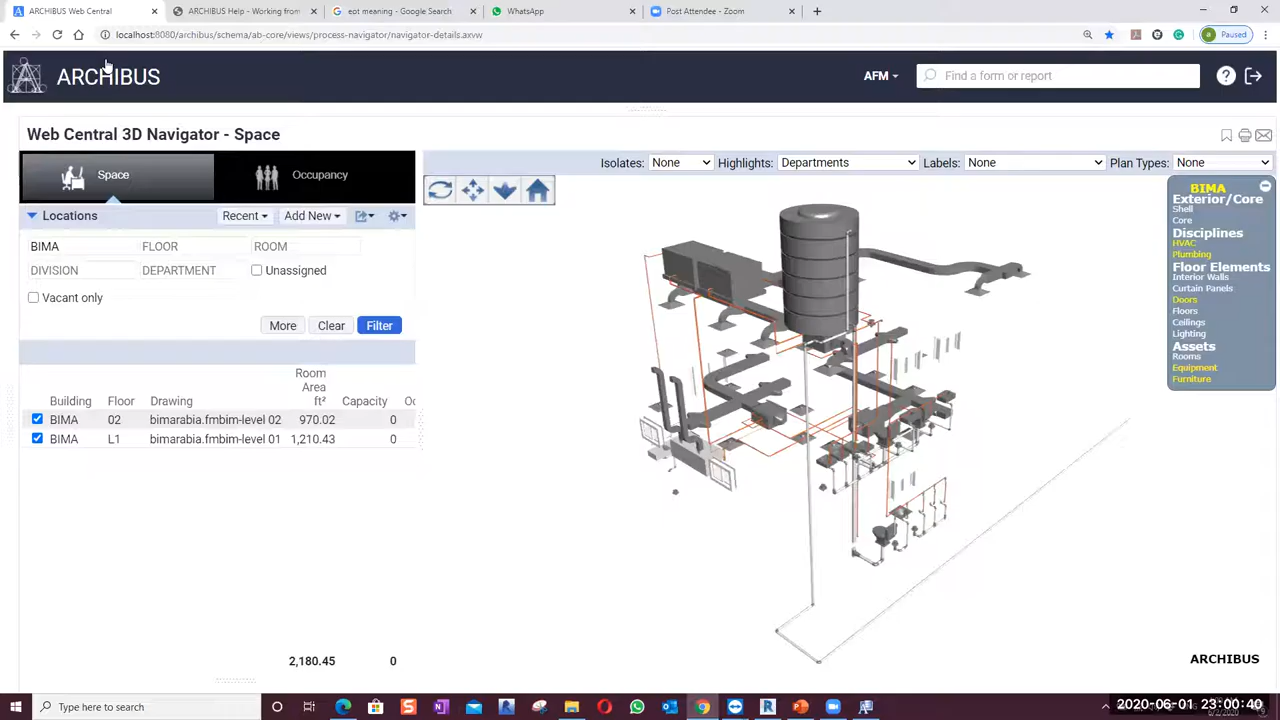 ARCHIBUS Web Central
ARCHIBUS Help - Working from
eot meaning - Google Search
WhatsApp
Post Attendee - Zoom
localhost:8080/archibus/schema/ab-core/views/process-navigator/navigator-details.axvw
Paused
ARCHIBUS
AFM
Find a form or report
Web Central 3D Navigator - Space
Space
Occupancy
Isolates: None
Highlights: Departments
Labels: None
Plan Types: None
Locations
Recent
Add New
BIMA
FLOOR
ROOM
DIVISION
DEPARTMENT
Unassigned
Vacant only
More
Clear
Filter
Room
Area
Building Floor Drawing ft² Capacity Oc
BIMA 02 bimarabia.fmbim-level 02 970.02 0
BIMA L1 bimarabia.fmbim-level 01 1,210.43 0
2,180.45 0
BIMA
Exterior/Core
Shell
Core
Disciplines
HVAC
Plumbing
Floor Elements
Interior Walls
Curtain Panels
Doors
Floors
Ceilings
Lighting
Assets
Rooms
Equipment
Furniture
ARCHIBUS
Type here to search
2020-06-01 23:00:40